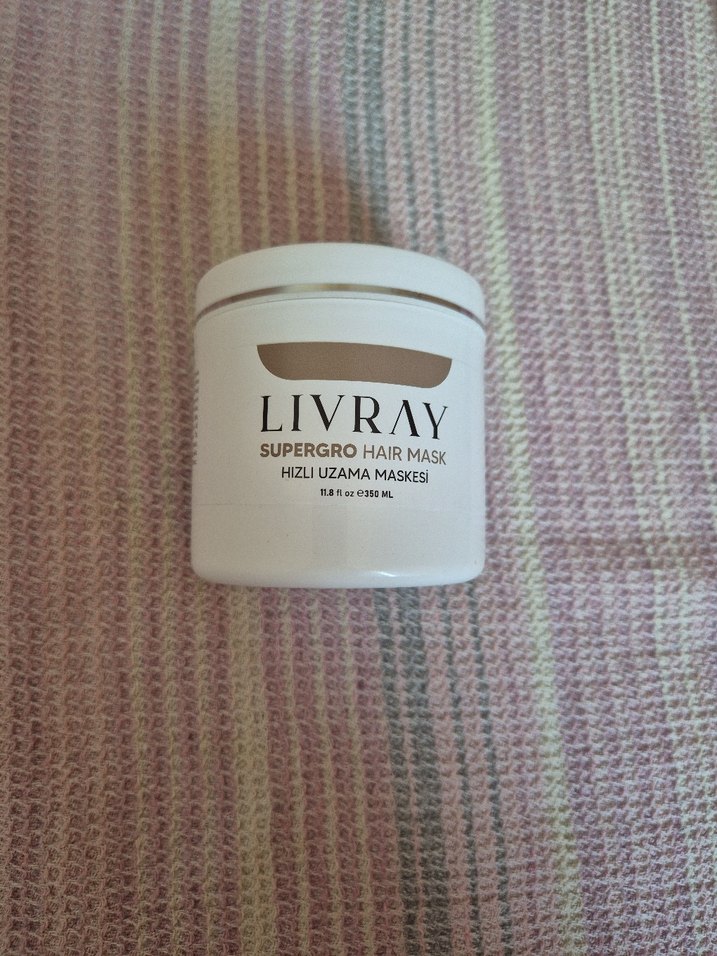 LIVRAY
SUPERGRO HAIR MASK
HIZLI UZAMA MASKESİ
11.8 fl oz ℮350 ML